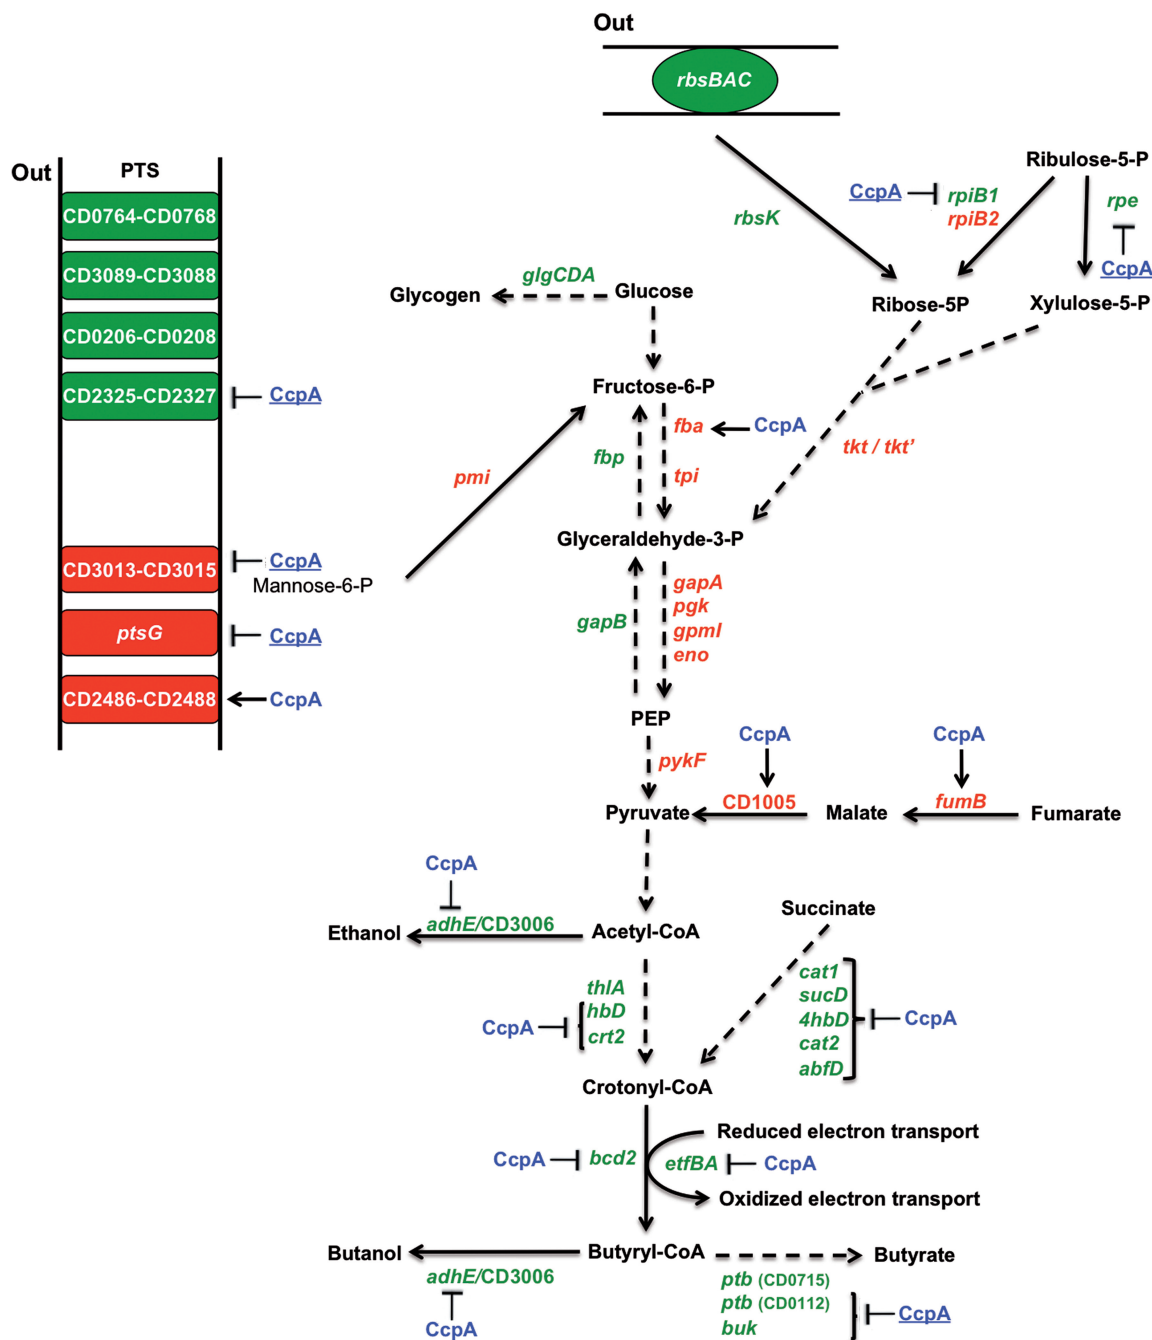 Out
rbsBAC
Out
PTS
CD0764-CD0768
CD3089-CD3088
CD0206-CD0208
CD2325-CD2327
CcpA
CD3013-CD3015
CcpA
Mannose-6-P
ptsG
CcpA
CD2486-CD2488
CcpA
pmi
rbsK
Ribulose-5-P
CcpA
rpiB1
rpiB2
rpe
CcpA
Ribose-5P
Xylulose-5-P
glgCDA
Glycogen
Glucose
Fructose-6-P
fba
CcpA
fbp
tpi
tkt / tkt’
Glyceraldehyde-3-P
gapA
pgk
gapB
gpmI
eno
PEP
pykF
CcpA
CcpA
Pyruvate
CD1005
Malate
fumB
Fumarate
CcpA
adhE/CD3006
Ethanol
Acetyl-CoA
Succinate
thlA
hbD
crt2
CcpA
cat1
sucD
4hbD
cat2
abfD
CcpA
Crotonyl-CoA
Reduced electron transport
CcpA
bcd2
etfBA
CcpA
Oxidized electron transport
Butanol
Butyryl-CoA
Butyrate
adhE/CD3006
CcpA
ptb (CD0715)
ptb (CD0112)
buk
CcpA